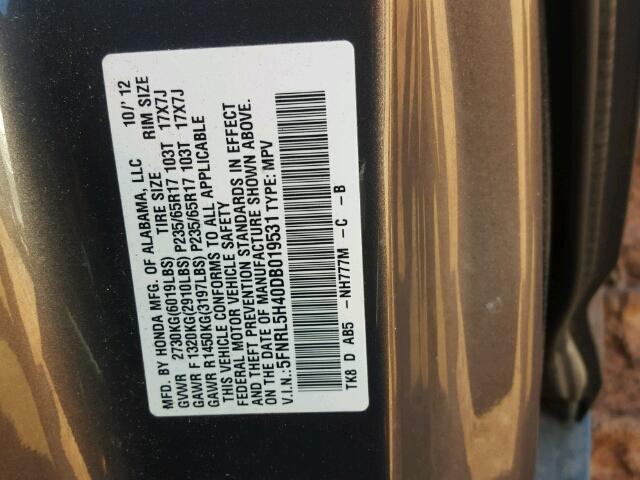 MFD. BY HONDA MFG. OF ALABAMA, LLC 10/'12
GVWR 2730KG(6019LBS) TIRE SIZE RIM SIZE
GAWR F 1320KG(2910LBS) P235/65R17 103T 17X7J
GAWR R1450KG(3197LBS) P235/65R17 103T 17X7J
THIS VEHICLE CONFORMS TO ALL APPLICABLE
FEDERAL MOTOR VEHICLE SAFETY
AND THEFT PREVENTION STANDARDS IN EFFECT
ON THE DATE OF MANUFACTURE SHOWN ABOVE.
V.I.N.: 5FNRL5H40DB019531 TYPE: MPV
TK8 D AB5 -NH777M -C -B